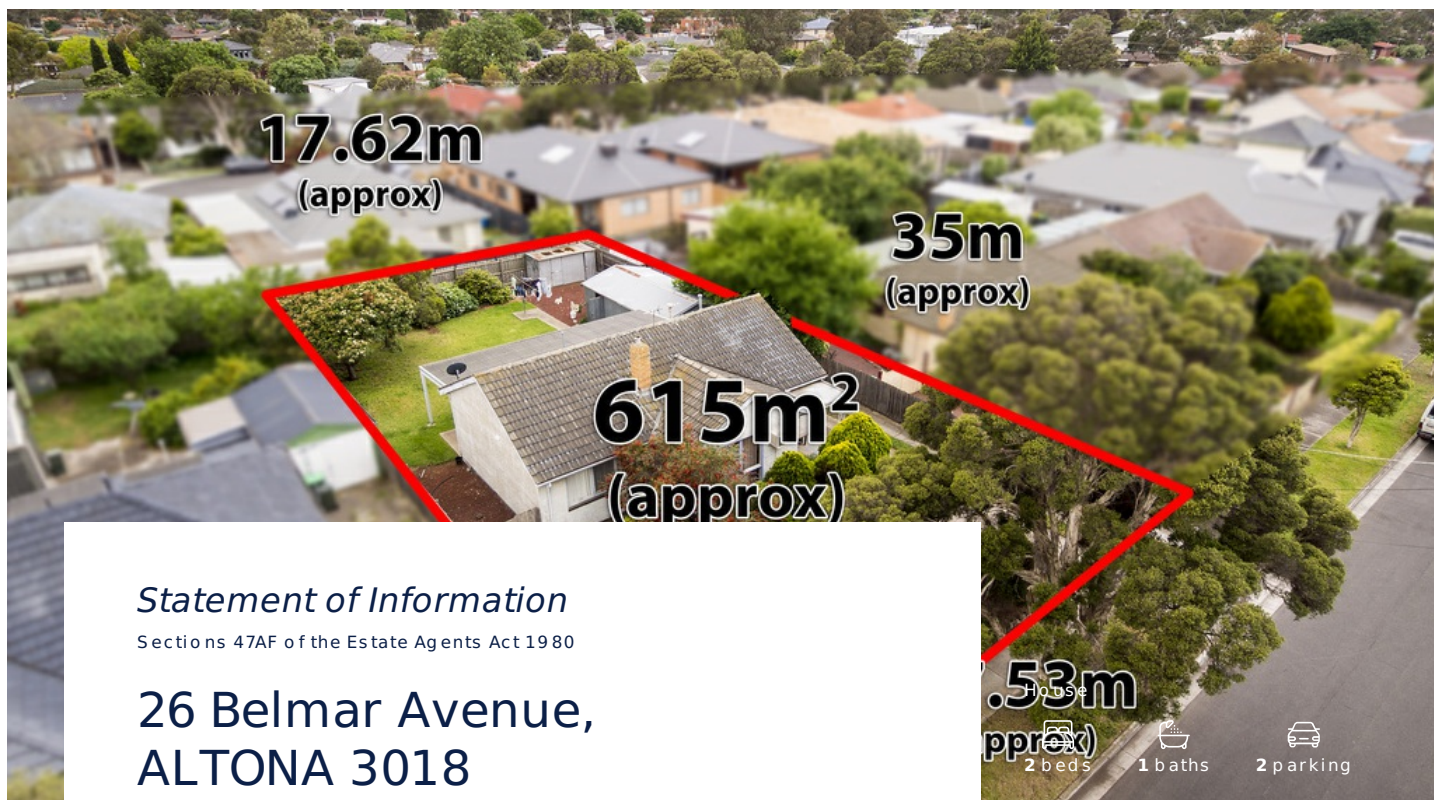 17.62m
(approx)
35m
(approx)
615m²
(approx)
Statement of Information
Sections 47AF of the Estate Agents Act 1980
26 Belmar Avenue,
ALTONA 3018
.53m
House
2 beds
1 baths
2 parking